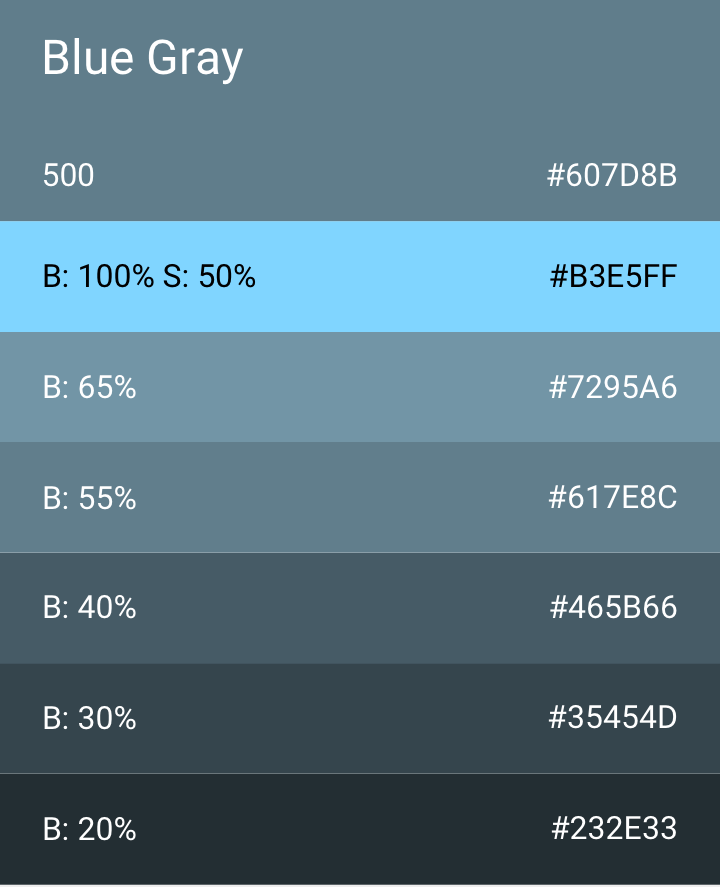 Blue Gray
500 #607D8B
B: 100% S: 50% #B3E5FF
B: 65% #7295A6
B: 55% #617E8C
B: 40% #465B66
B: 30% #35454D
B: 20% #232E33